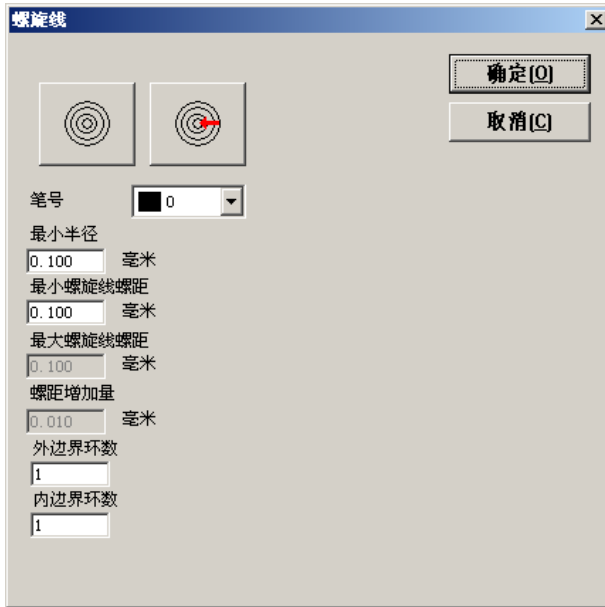 螺旋线
确定(O)
取消(C)
笔号
0
最小半径
0.100 毫米
最小螺旋线螺距
0.100 毫米
最大螺旋线螺距
0.100 毫米
螺距增加量
0.010 毫米
外边界环数
1
内边界环数
1